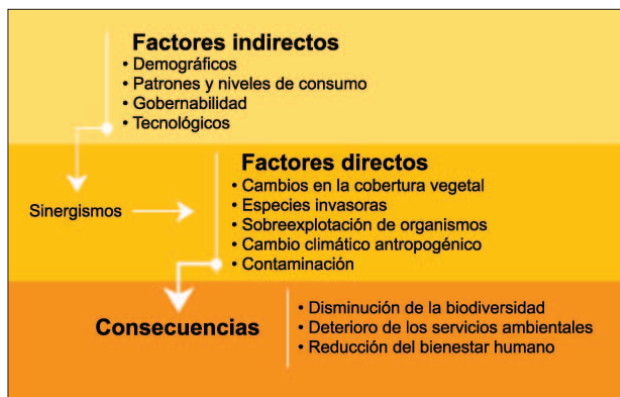 Factores indirectos
• Demográficos
• Patrones y niveles de consumo
• Gobernabilidad
• Tecnológicos
Factores directos
• Cambios en la cobertura vegetal
• Especies invasoras
• Sobreexplotación de organismos
• Cambio climático antropogénico
• Contaminación
Sinergismos
Consecuencias
• Disminución de la biodiversidad
• Deterioro de los servicios ambientales
• Reducción del bienestar humano